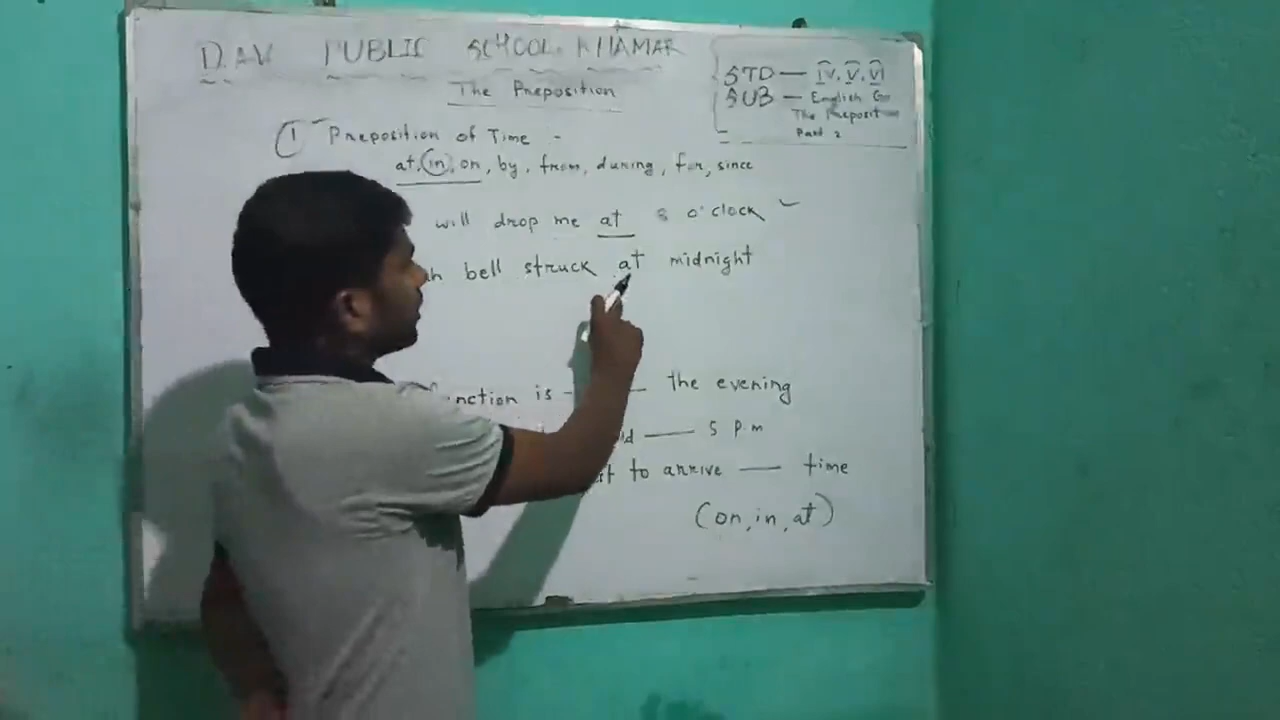 D.A.V PUBLIC SCHOOL. KHAMAR
The Preposition
STD — IV, V, VI
SUB — English Gr
The Preposition
Part 2
1 Preposition of Time -
at, in, on, by, from, during, for, since
will drop me at 8 o'clock
bell struck at midnight
is — the evening
— 5 P.m
to arrive — time
(on, in, at)